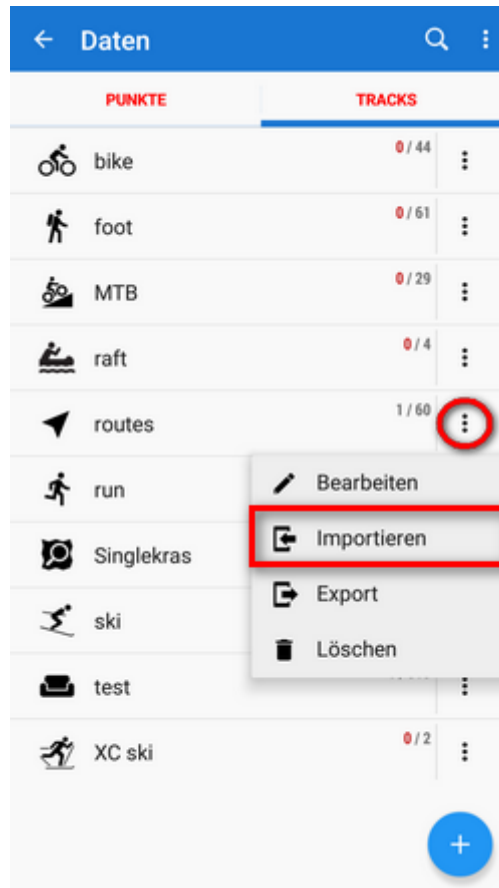 Daten
PUNKTE TRACKS
bike 0 / 44
foot 0 / 61
MTB 0 / 29
raft 0 / 4
routes 1 / 60
run
Bearbeiten
Importieren
Singlekras
Export
ski
Löschen
test
XC ski 0 / 2